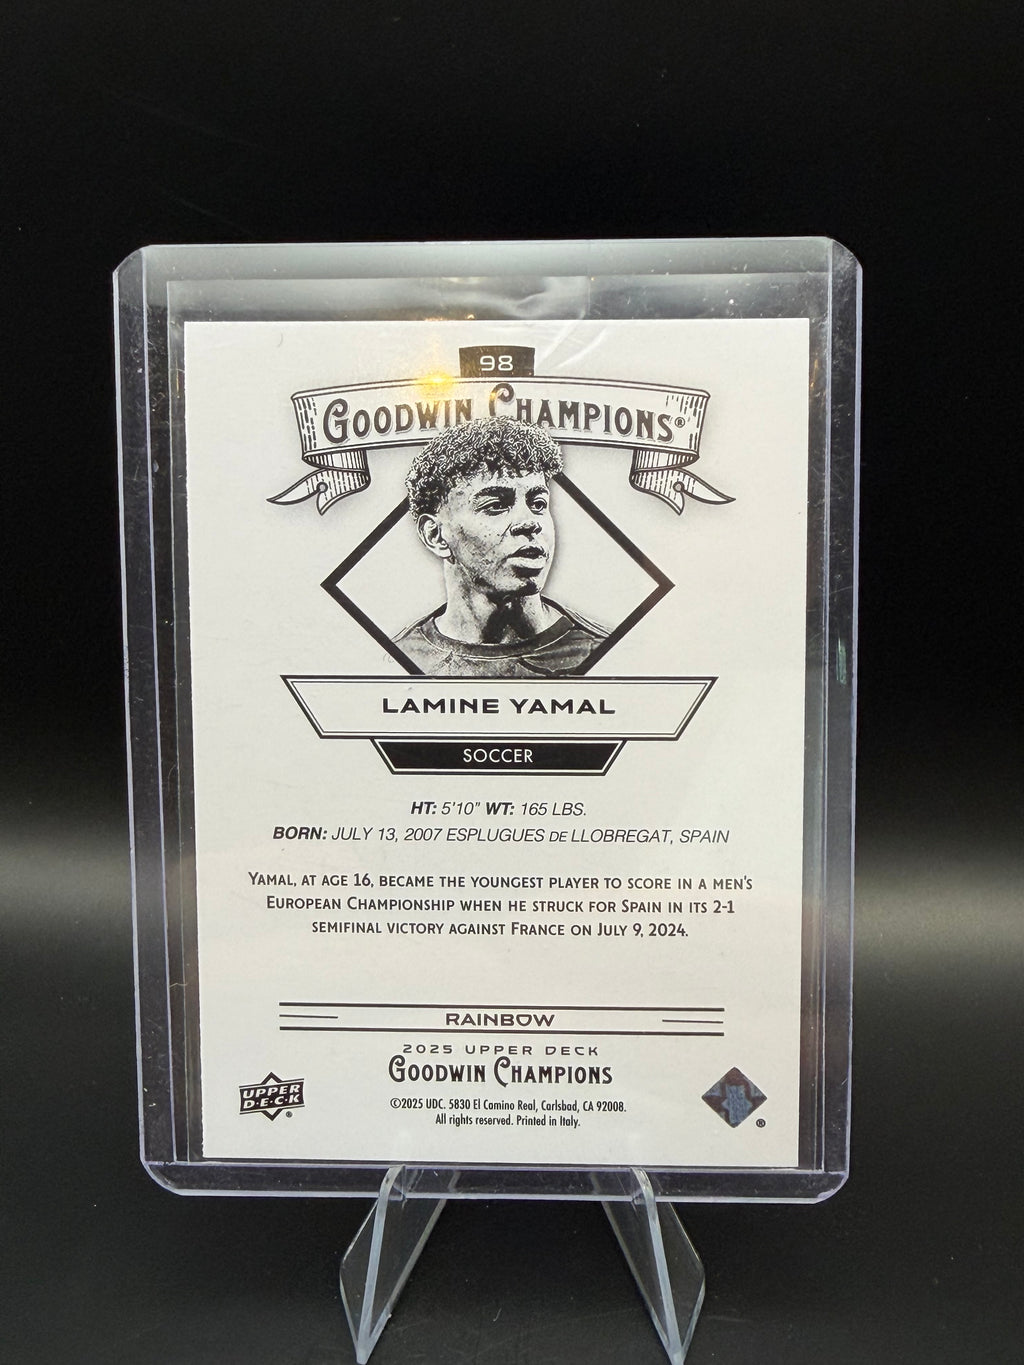 98
GOODWIN CHAMPIONS®
LAMINE YAMAL
SOCCER
HT: 5'10" WT: 165 LBS.
BORN: JULY 13, 2007 ESPLUGUES DE LLOBREGAT, SPAIN
YAMAL, AT AGE 16, BECAME THE YOUNGEST PLAYER TO SCORE IN A MEN'S
EUROPEAN CHAMPIONSHIP WHEN HE STRUCK FOR SPAIN IN ITS 2-1
SEMIFINAL VICTORY AGAINST FRANCE ON JULY 9, 2024.
RAINBOW
2025 UPPER DECK
GOODWIN CHAMPIONS
UPPER
D·E·C·K
®
©2025 UDC. 5830 El Camino Real, Carlsbad, CA 92008.
All rights reserved. Printed in Italy.
®